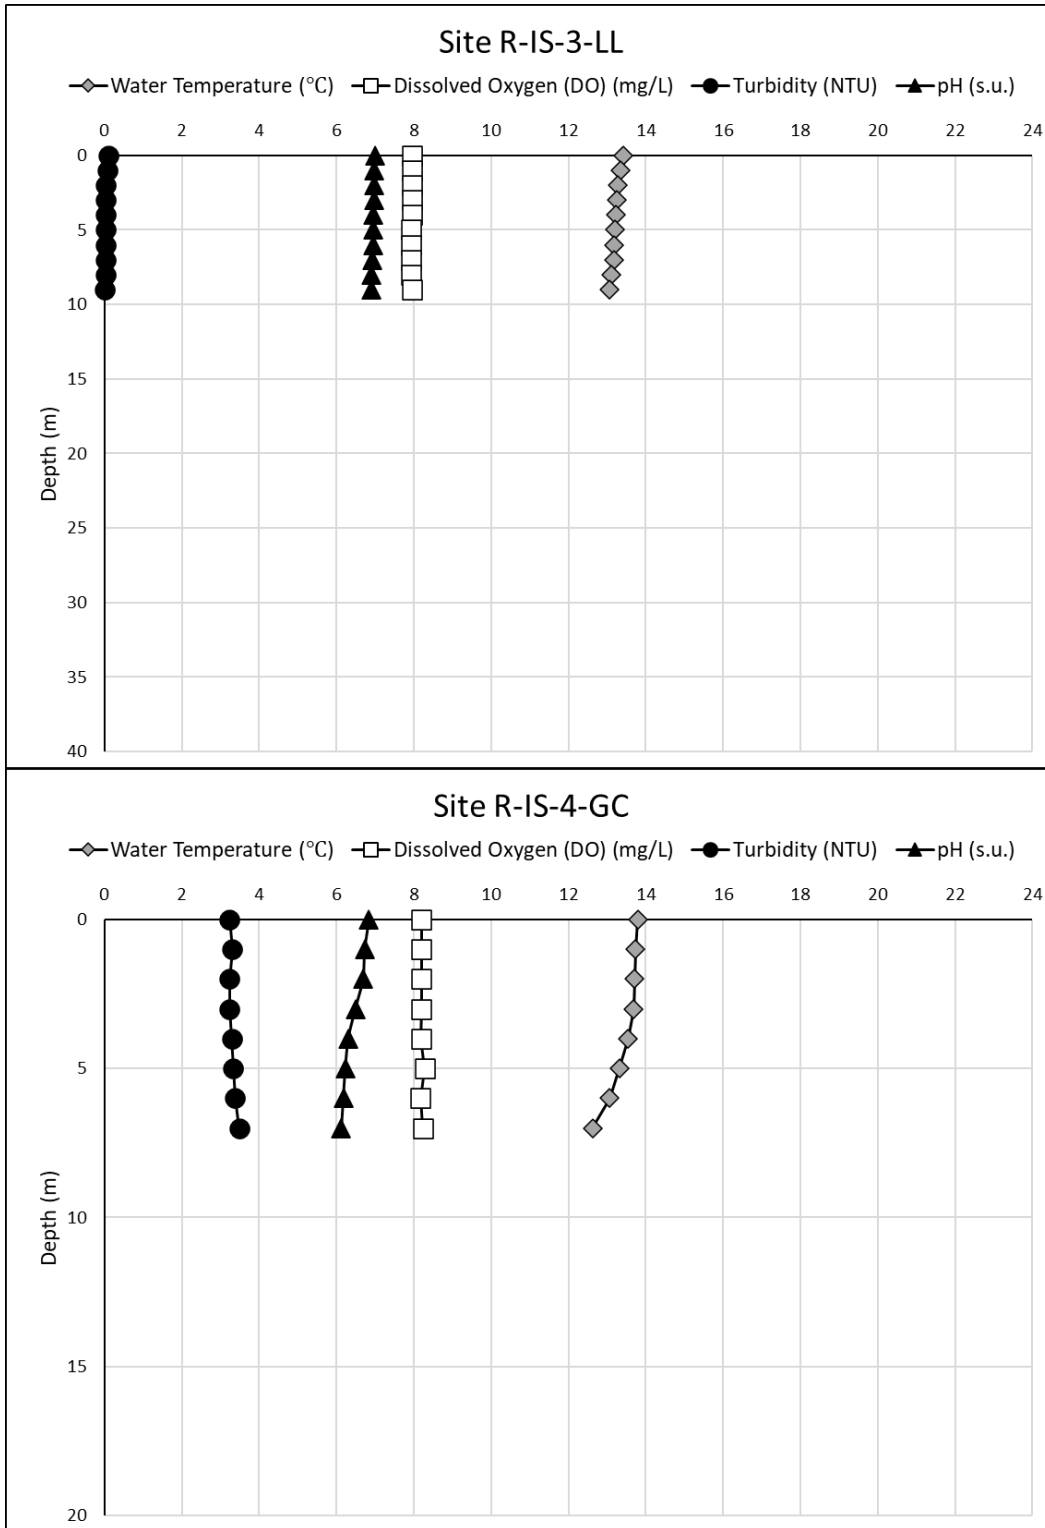 Site R-IS-3-LL
Water Temperature (°C) Dissolved Oxygen (DO) (mg/L) Turbidity (NTU) pH (s.u.)
0 2 4 6 8 10 12 14 16 18 20 22 24
0
5
10
15
Depth (m)
20
25
30
35
40
Site R-IS-4-GC
Water Temperature (°C) Dissolved Oxygen (DO) (mg/L) Turbidity (NTU) pH (s.u.)
0 2 4 6 8 10 12 14 16 18 20 22 24
0
5
Depth (m)
10
15
20